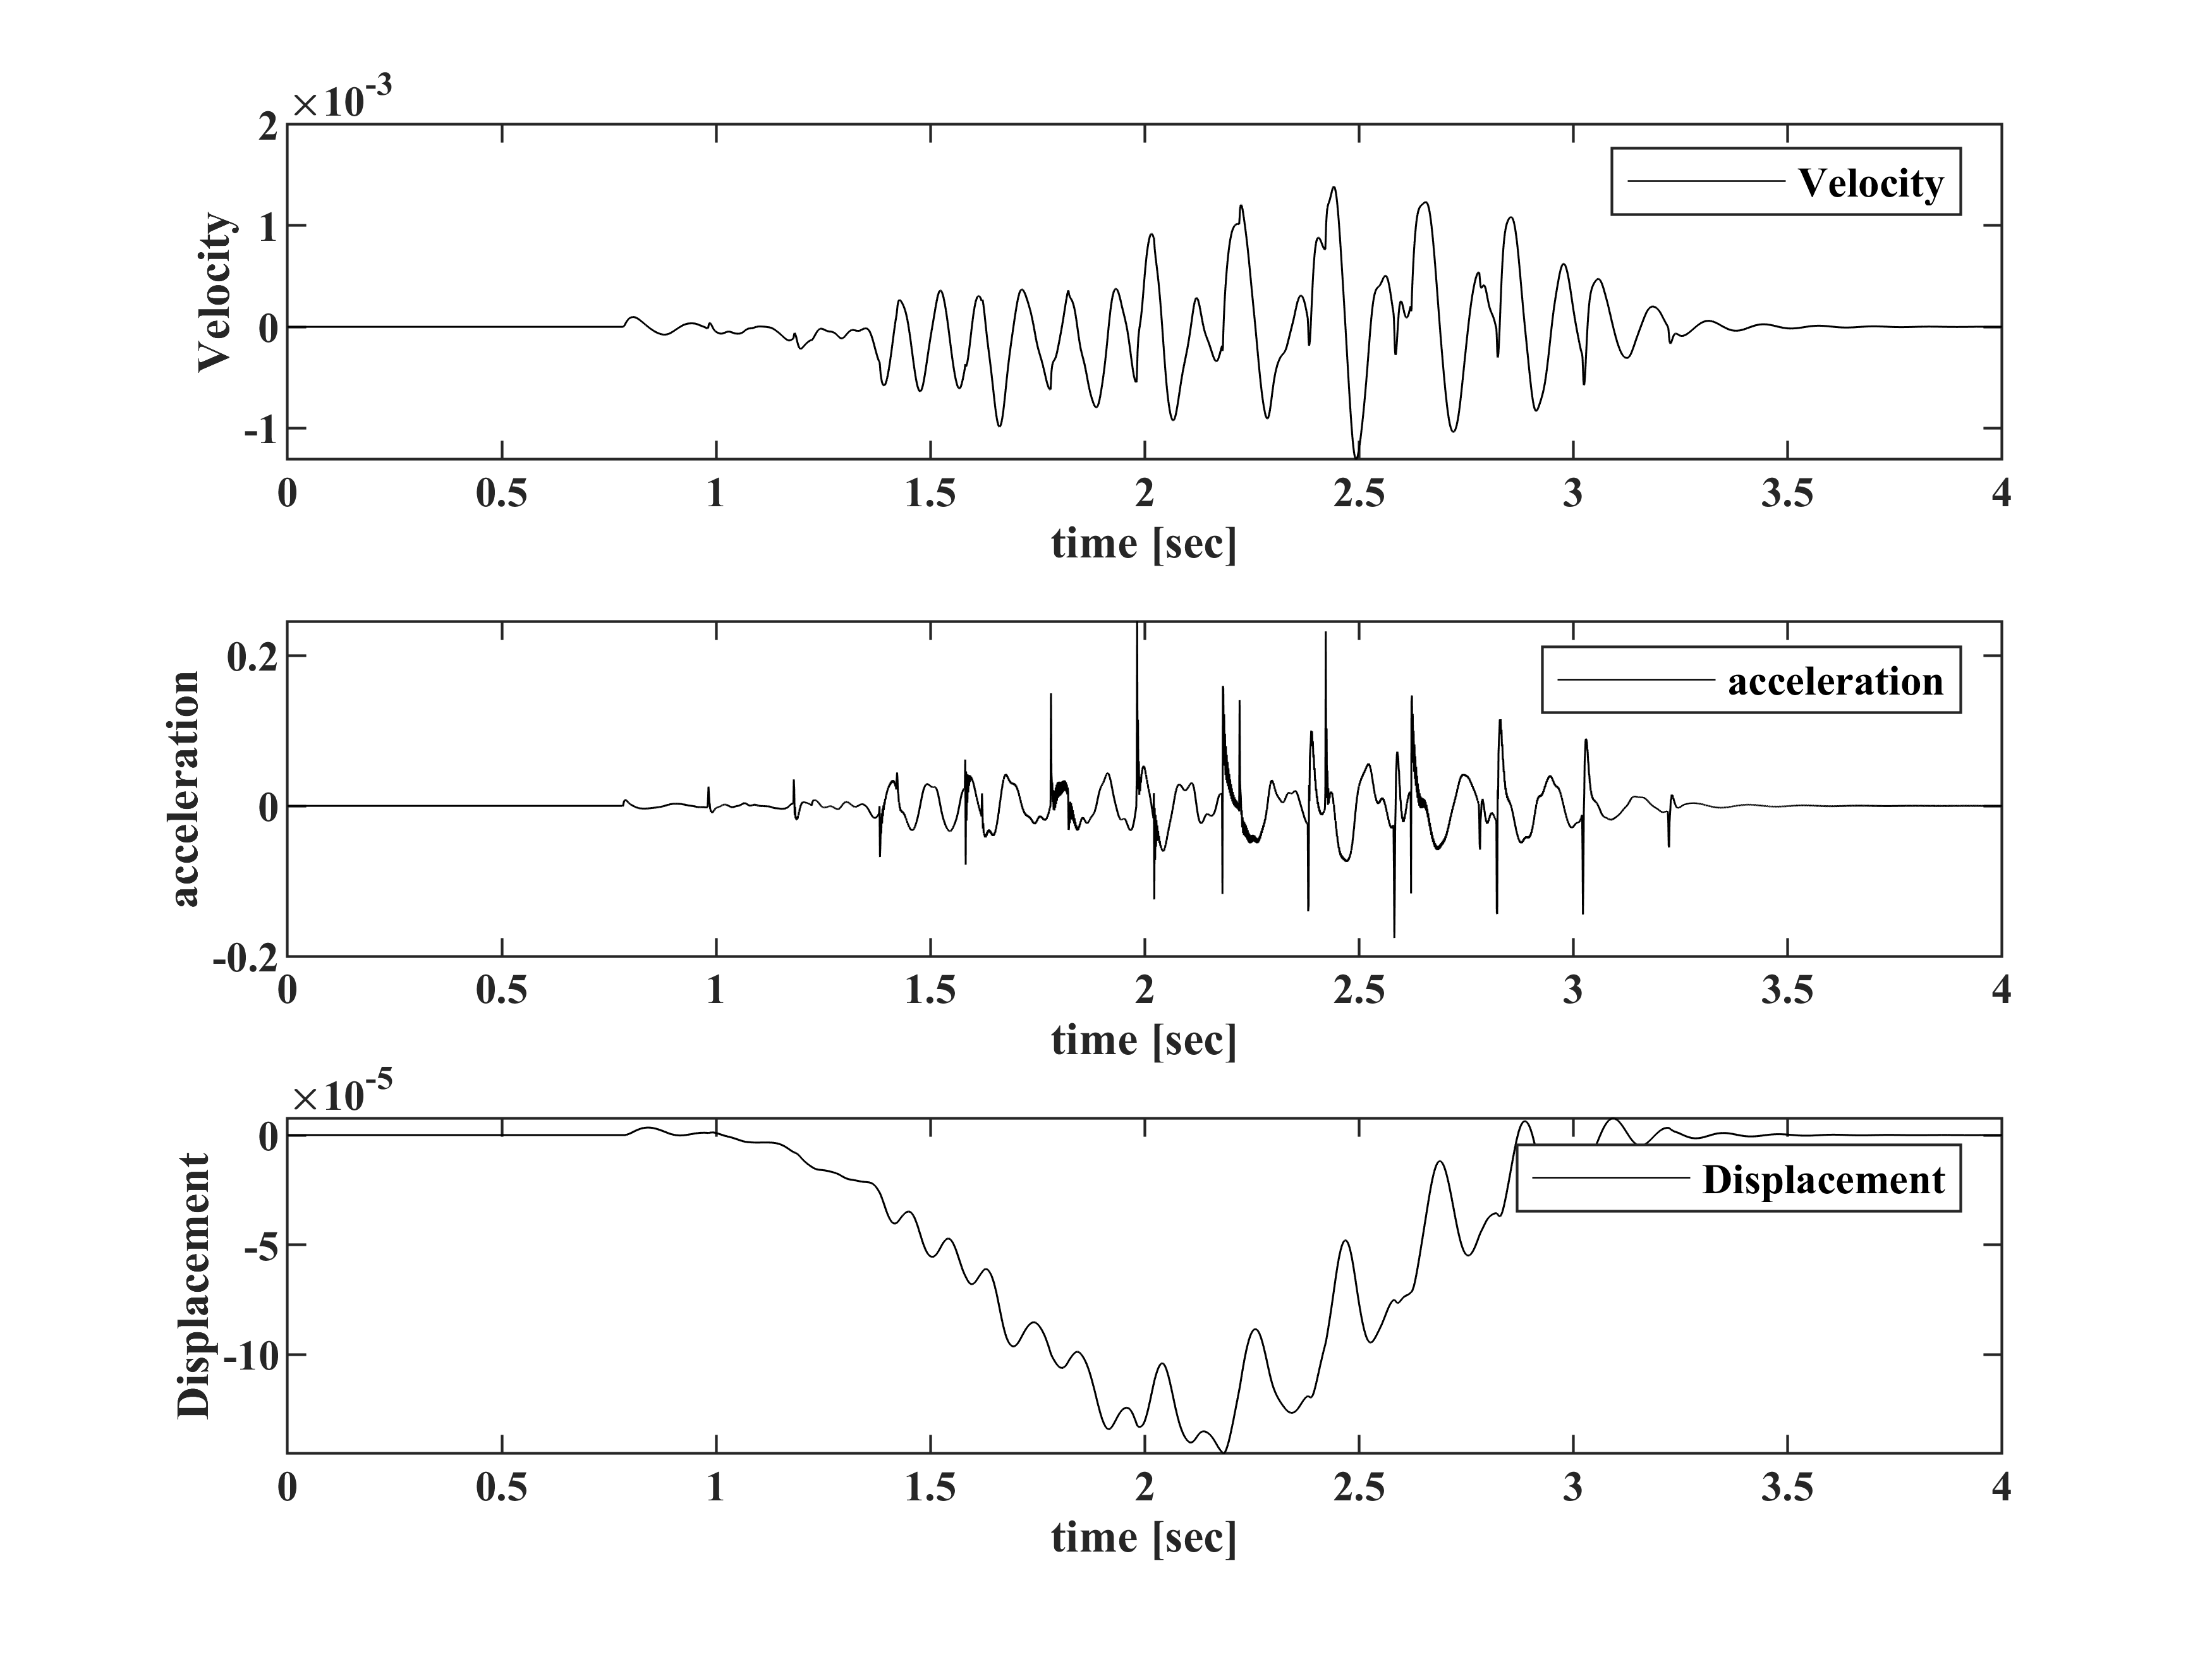 ×10-3
2
1
0
-1
Velocity
Velocity
0 0.5 1 1.5 2 2.5 3 3.5 4
time [sec]
0.2
0
-0.2
acceleration
acceleration
0 0.5 1 1.5 2 2.5 3 3.5 4
time [sec]
×10-5
0
-5
-10
Displacement
Displacement
0 0.5 1 1.5 2 2.5 3 3.5 4
time [sec]